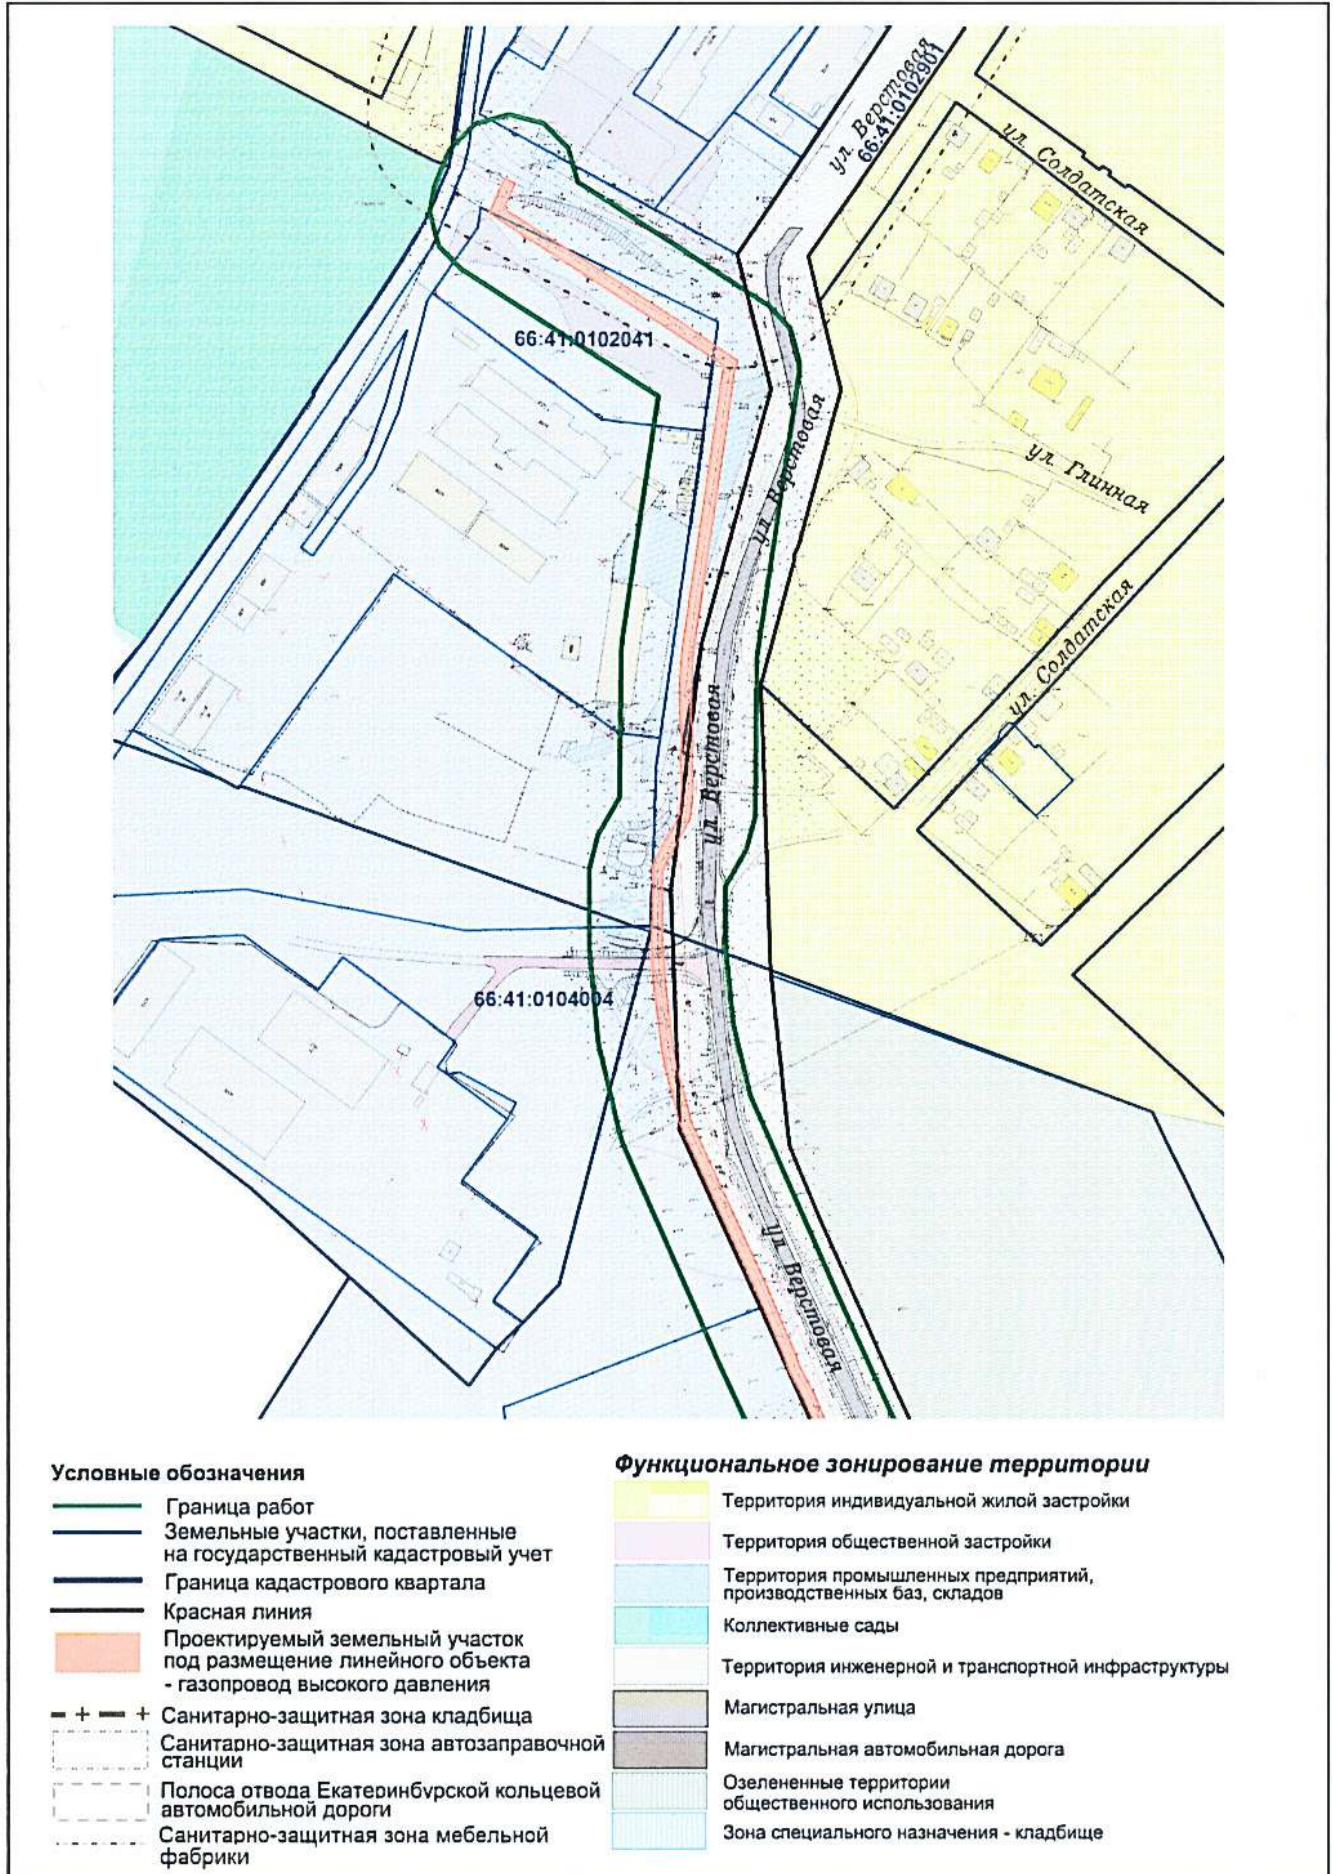 ул. Верстовая
66:41:0102901
ул. Солдатская
66:41:0102041
ул. Верстовая
ул. Глинная
ул. Солдатская
ул. Верстовая
66:41:0104004
ул. Верстовая
Условные обозначения
Граница работ
Земельные участки, поставленные
на государственный кадастровый учет
Граница кадастрового квартала
Красная линия
Проектируемый земельный участок
под размещение линейного объекта
- газопровод высокого давления
Санитарно-защитная зона кладбища
Санитарно-защитная зона автозаправочной
станции
Полоса отвода Екатеринбургской кольцевой
автомобильной дороги
Санитарно-защитная зона мебельной
фабрики
Функциональное зонирование территории
Территория индивидуальной жилой застройки
Территория общественной застройки
Территория промышленных предприятий,
производственных баз, складов
Коллективные сады
Территория инженерной и транспортной инфраструктуры
Магистральная улица
Магистральная автомобильная дорога
Озелененные территории
общественного использования
Зона специального назначения - кладбище